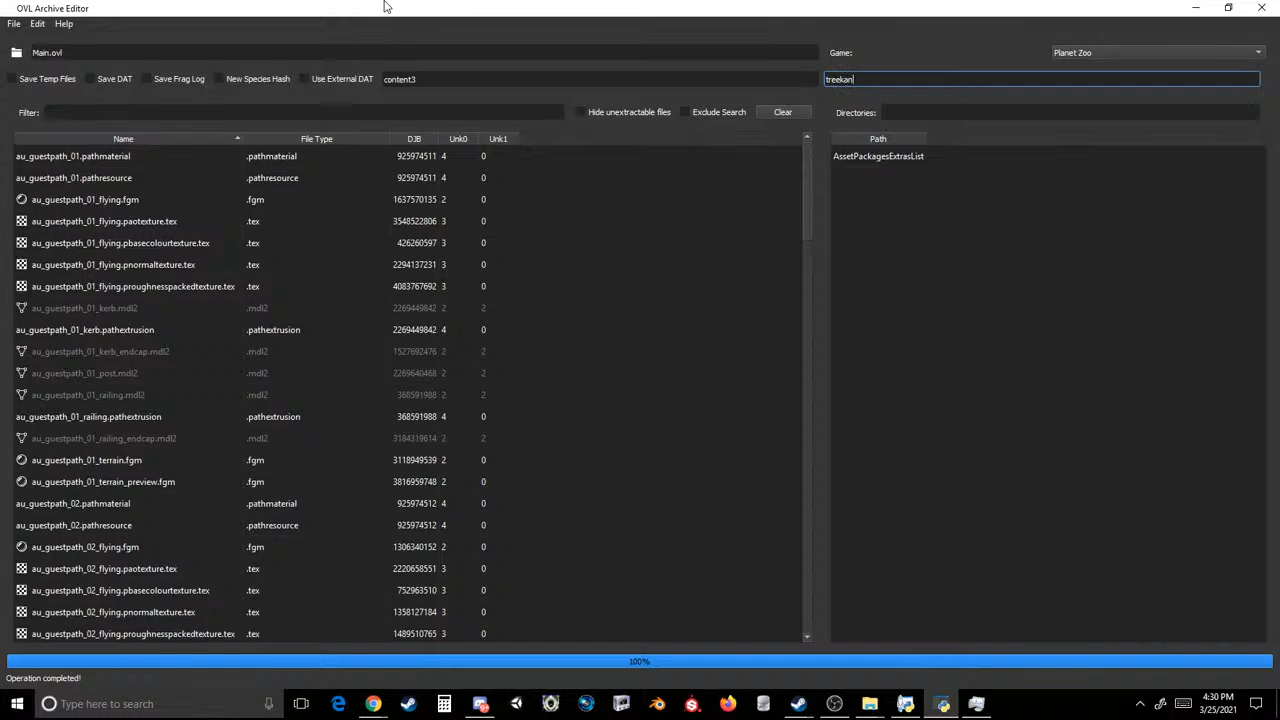 OVL Archive Editor
File Edit Help
Main.ovl
Game: Planet Zoo
Save Temp Files Save DAT Save Frag Log New Species Hash Use External DAT content3 treekan
Filter: Hide unextractable files Exclude Search Clear Directories:
Name File Type DJB Unk0 Unk1 Path
au_guestpath_01.pathmaterial .pathmaterial 925974511 4 0 AssetPackagesExtrasList
au_guestpath_01.pathresource .pathresource 925974511 4 0
au_guestpath_01_flying.fgm .fgm 1637570135 2 0
au_guestpath_01_flying.paotexture.tex .tex 3548522806 3 0
au_guestpath_01_flying.pbasecolourtexture.tex .tex 426260597 3 0
au_guestpath_01_flying.pnormaltexture.tex .tex 2294137231 3 0
au_guestpath_01_flying.proughnesspackedtexture.tex .tex 4083767692 3 0
au_guestpath_01_kerb.mdl2 .mdl2 2269449842 2 2
au_guestpath_01_kerb.pathextrusion .pathextrusion 2269449842 4 0
au_guestpath_01_kerb_endcap.mdl2 .mdl2 1527692476 2 2
au_guestpath_01_post.mdl2 .mdl2 2269640468 2 2
au_guestpath_01_railing.mdl2 .mdl2 368591988 2 2
au_guestpath_01_railing.pathextrusion .pathextrusion 368591988 4 0
au_guestpath_01_railing_endcap.mdl2 .mdl2 3184319614 2 2
au_guestpath_01_terrain.fgm .fgm 3118949539 2 0
au_guestpath_01_terrain_preview.fgm .fgm 3816959748 2 0
au_guestpath_02.pathmaterial .pathmaterial 925974512 4 0
au_guestpath_02.pathresource .pathresource 925974512 4 0
au_guestpath_02_flying.fgm .fgm 1306340152 2 0
au_guestpath_02_flying.paotexture.tex .tex 2220658551 3 0
au_guestpath_02_flying.pbasecolourtexture.tex .tex 752963510 3 0
au_guestpath_02_flying.pnormaltexture.tex .tex 1358127184 3 0
au_guestpath_02_flying.proughnesspackedtexture.tex .tex 1489510765 3 0
100%
Operation completed!
Type here to search
4:30 PM
3/25/2021